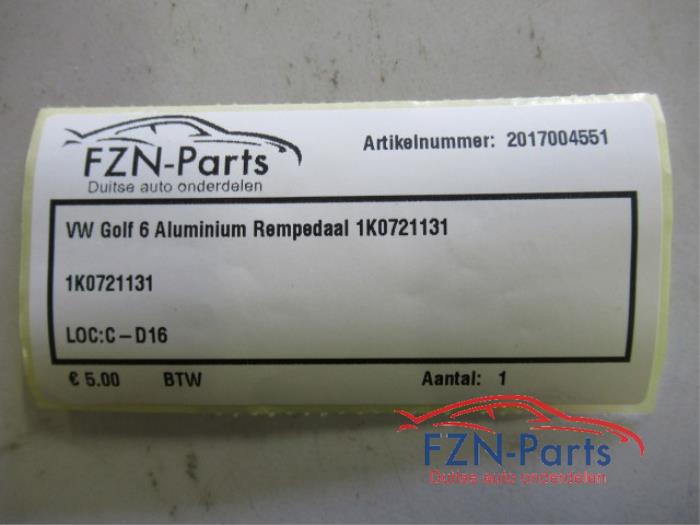 FZN-Parts
Duitse auto onderdelen
Artikelnummer: 2017004551
VW Golf 6 Aluminium Rempedaal 1K0721131
1K0721131
LOC:C-D16
€ 5.00 BTW Aantal: 1
FZN-Parts
Duitse auto onderdelen